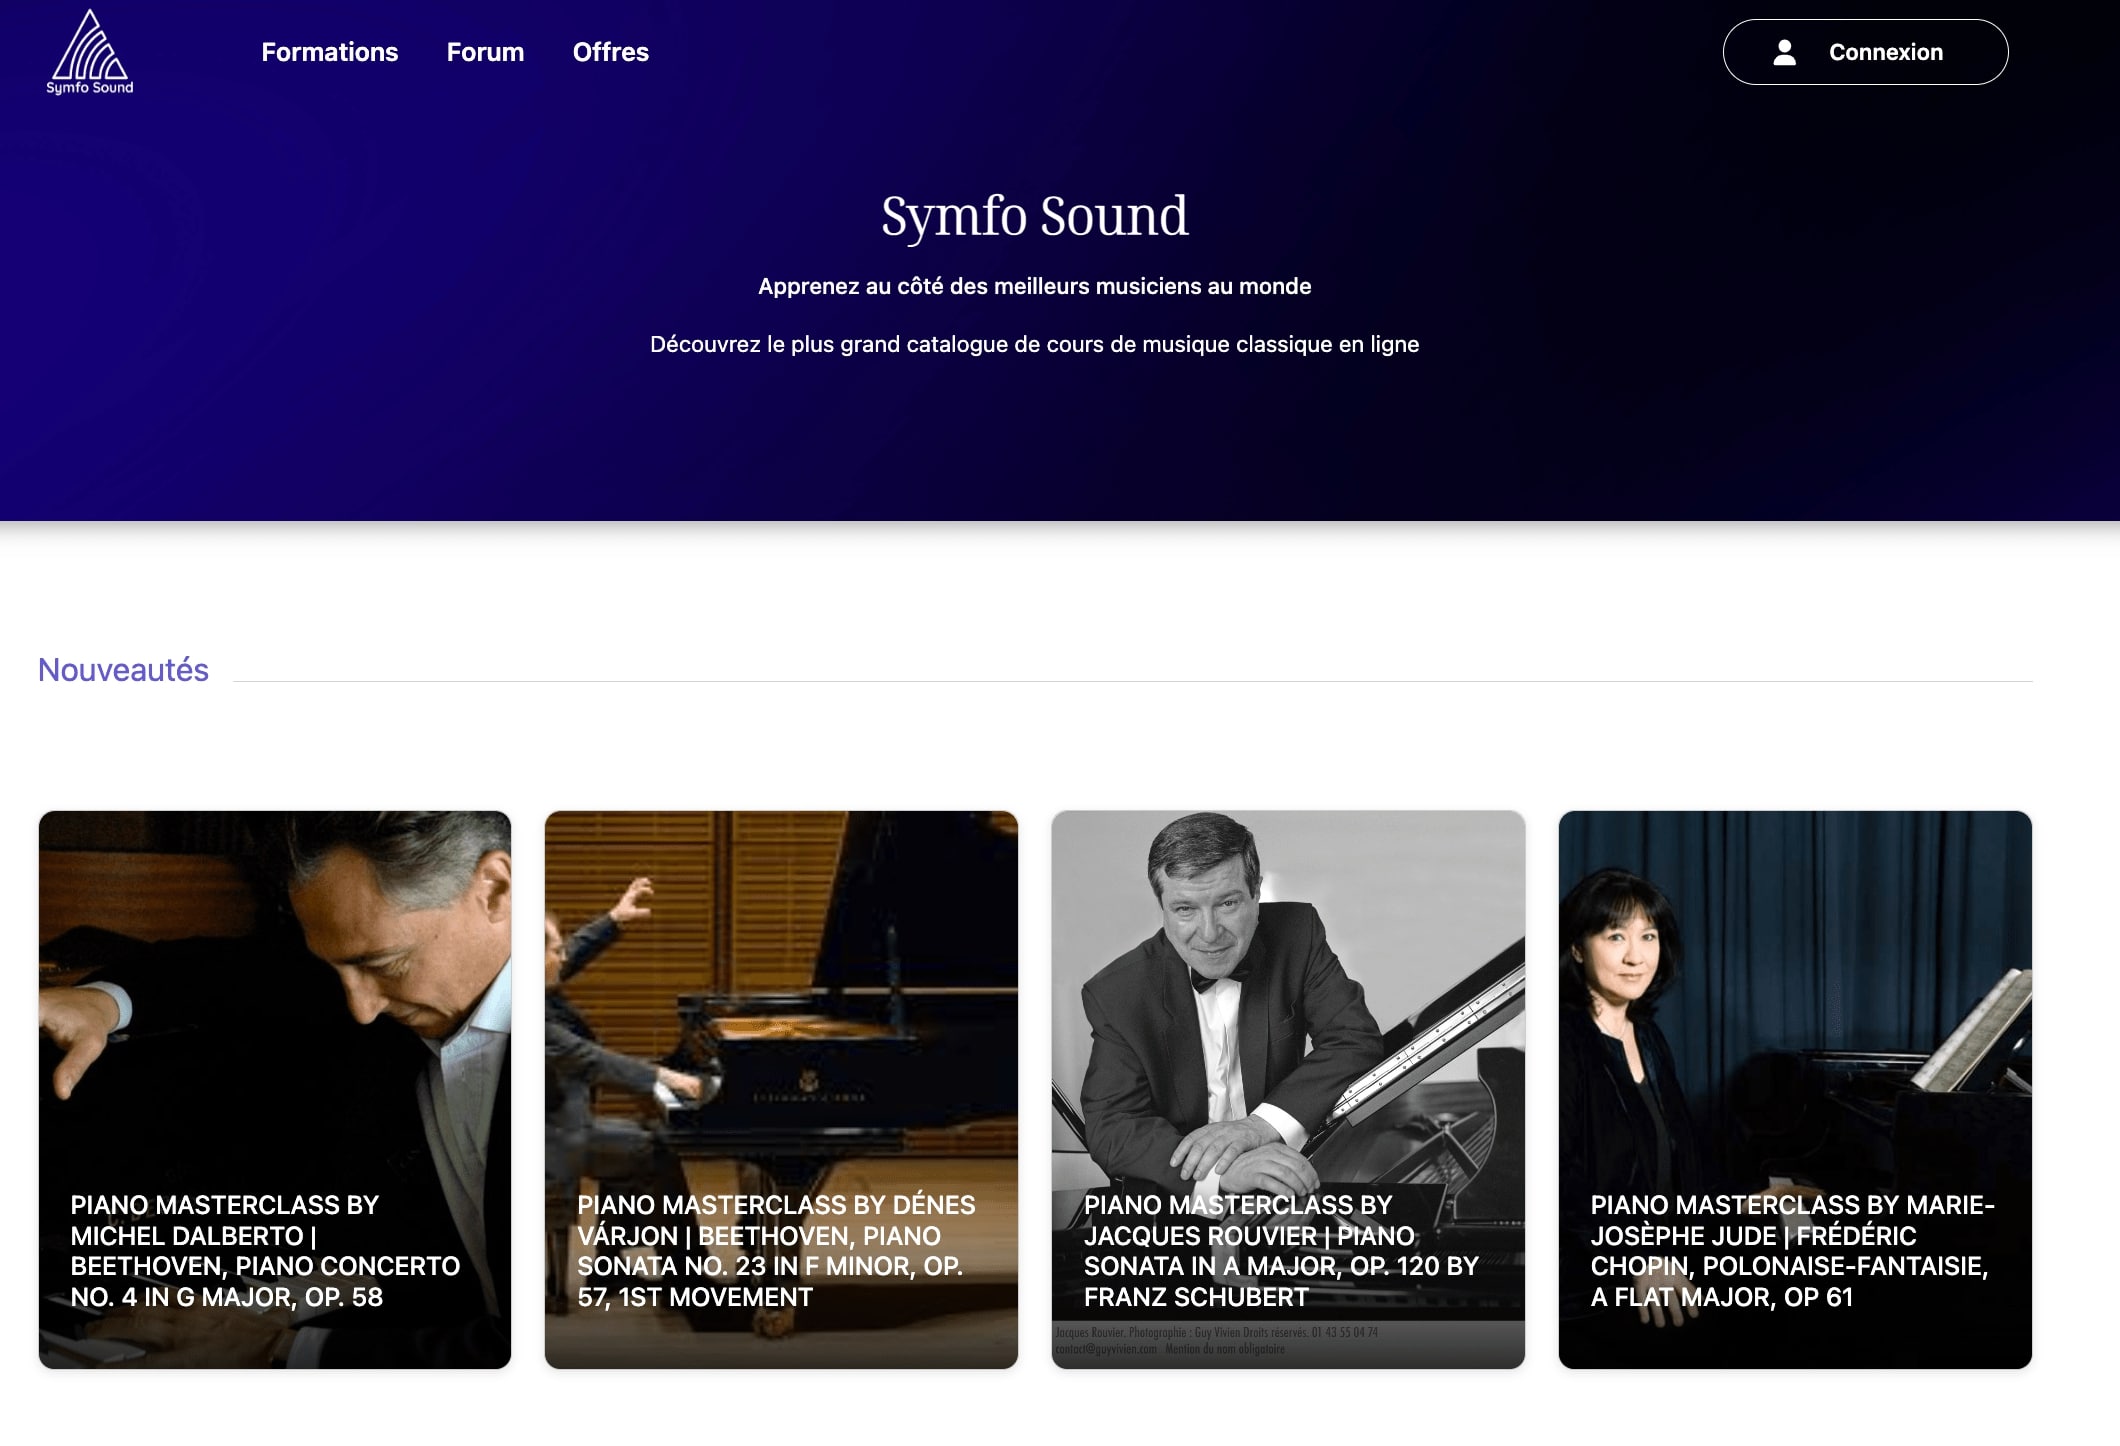 Symfo Sound
Formations
Forum
Offres
Connexion
Symfo Sound
Apprenez au côté des meilleurs musiciens au monde
Découvrez le plus grand catalogue de cours de musique classique en ligne
Nouveautés
PIANO MASTERCLASS BY
MICHEL DALBERTO |
BEETHOVEN, PIANO CONCERTO
NO. 4 IN G MAJOR, OP. 58
PIANO MASTERCLASS BY DÉNES
VÁRJON | BEETHOVEN, PIANO
SONATA NO. 23 IN F MINOR, OP.
57, 1ST MOVEMENT
PIANO MASTERCLASS BY
JACQUES ROUVIER | PIANO
SONATA IN A MAJOR, OP. 120 BY
FRANZ SCHUBERT
Jacques Rouvier. Photographie : Guy Vivien Droits réservés. 01 43 55 04 74
contact@guyvivien.com Mention du nom obligatoire
PIANO MASTERCLASS BY MARIE-
JOSÈPHE JUDE | FRÉDÉRIC
CHOPIN, POLONAISE-FANTAISIE,
A FLAT MAJOR, OP 61